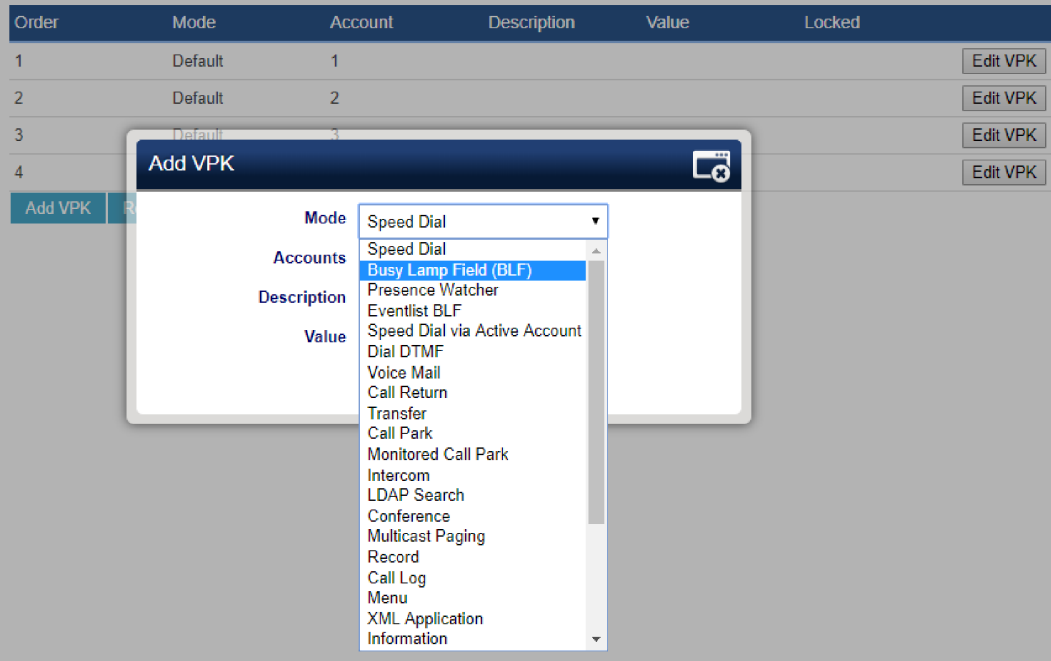 Order Mode Account Description Value Locked
1 Default 1 Edit VPK
2 Default 2 Edit VPK
3 Default 3 Edit VPK
4 Edit VPK
Add VPK
Add VPK
Mode Speed Dial
Accounts
Description
Value
Speed Dial
Busy Lamp Field (BLF)
Presence Watcher
Eventlist BLF
Speed Dial via Active Account
Dial DTMF
Voice Mail
Call Return
Transfer
Call Park
Monitored Call Park
Intercom
LDAP Search
Conference
Multicast Paging
Record
Call Log
Menu
XML Application
Information